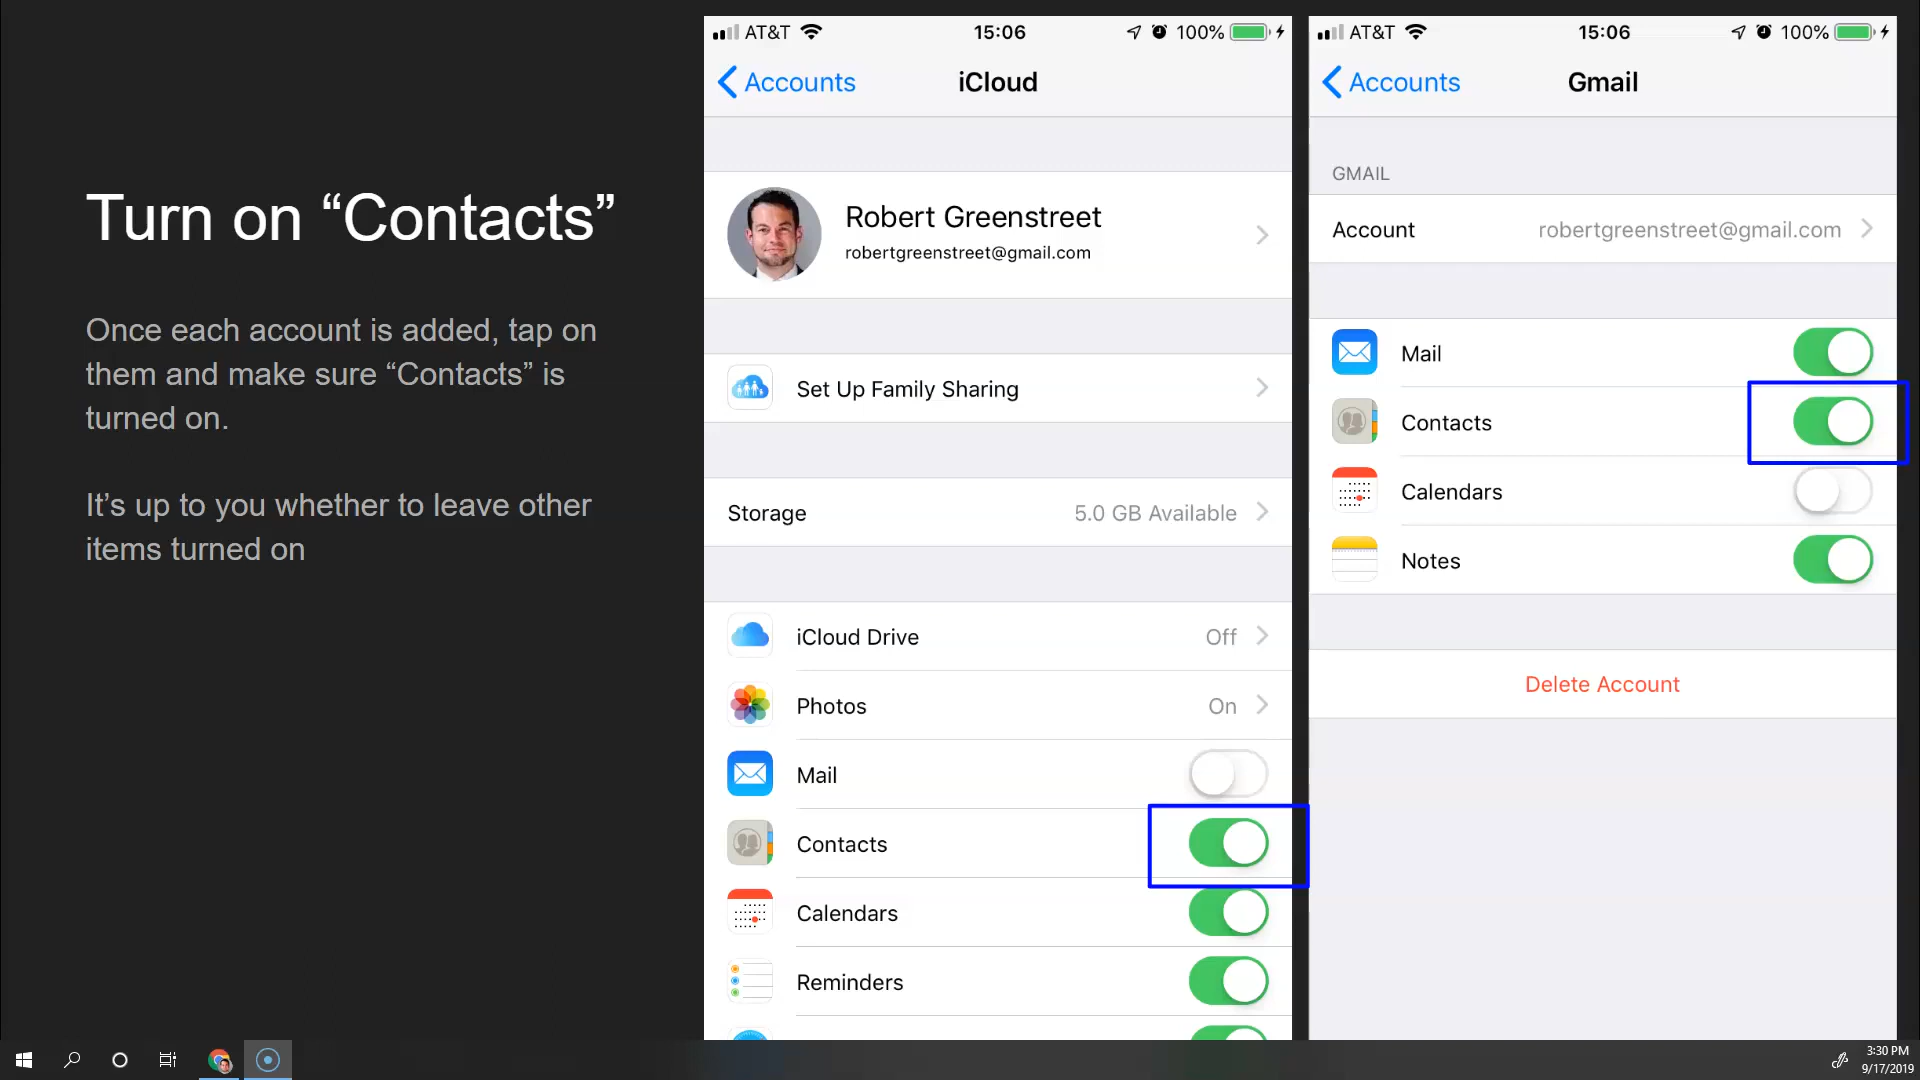 Turn on “Contacts”
Once each account is added, tap on
them and make sure “Contacts” is
turned on.
It’s up to you whether to leave other
items turned on
AT&T 15:06 100%
Accounts iCloud
Robert Greenstreet
robertgreenstreet@gmail.com
Set Up Family Sharing
Storage 5.0 GB Available
iCloud Drive Off
Photos On
Mail
Contacts
Calendars
Reminders
AT&T 15:06 100%
Accounts Gmail
GMAIL
Account robertgreenstreet@gmail.com
Mail
Contacts
Calendars
Notes
Delete Account
3:30 PM
9/17/2019